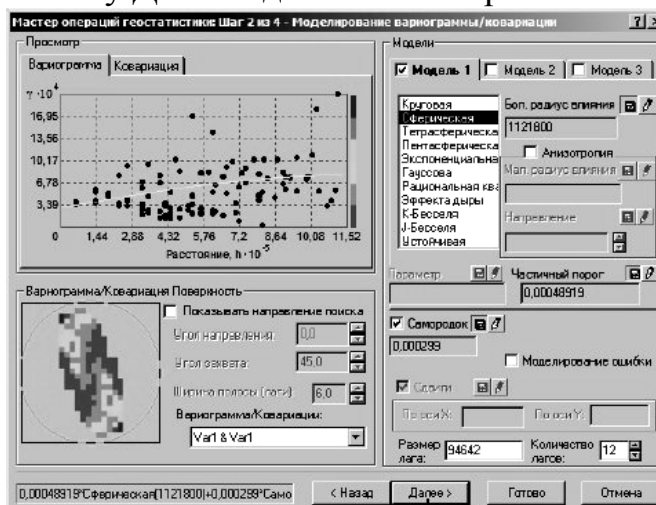 Мастер операций геостатистики: Шаг 2 из 4 - Моделирование вариограммы/ковариации
Просмотр
Вариограмма
Ковариация
γ·10⁴
16,95
13,56
10,17
6,78
3,39
0
1,44
2,88
4,32
5,76
7,2
8,64
10,08
11,52
Расстояние, h·10⁻⁵
Вариограмма/Ковариация Поверхность
Показывать направление поиска
Угол направления:
0,0
Угол захвата:
45,0
Ширина полосы (лаги)
6,0
Вариограмма/Ковариации:
Var1 & Var1
Модели
Модель 1
Модель 2
Модель 3
Круговая
Сферическая
Тетрасферическа
Пентасферическа
Экспоненциальна
Гауссова
Рациональная ква
Эффекта дыры
К-Бесселя
J-Бесселя
Устойчивая
Бол. радиус влияния
1121800
Анизотропия
Мал. радиус влияния
Направление
Параметр
Частичный порог
0,00048919
Самородок
0,000299
Моделирование ошибки
Сдвиги
По оси X:
По оси Y:
Размер лага:
94642
Количество лагов:
12
0,00048919*Сферическая(1121800)+0,000299*Само
< Назад
Далее >
Готово
Отмена